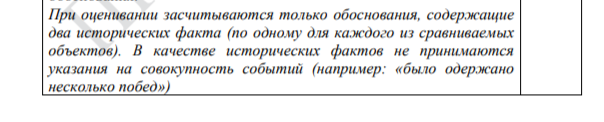 При оценивании засчитываются только обоснования, содержащие
два исторических факта (по одному для каждого из сравниваемых
объектов). В качестве исторических фактов не принимаются
указания на совокупность событий (например: «было одержано
несколько побед»)